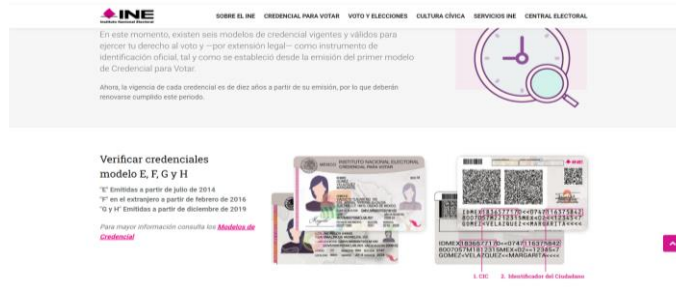 INE
Instituto Nacional Electoral
SOBRE EL INE CREDENCIAL PARA VOTAR VOTO Y ELECCIONES CULTURA CÍVICA SERVICIOS INE CENTRAL ELECTORAL
En este momento, existen seis modelos de credencial vigentes y válidos para
ejercer tu derecho al voto y —por extensión legal— como instrumento de
identificación oficial, tal y como se estableció desde la emisión del primer modelo
de Credencial para Votar.
Ahora, la vigencia de cada credencial es de diez años a partir de su emisión, por lo que deberán
renovarse cumplido este periodo.
Verificar credenciales
modelo E, F, G y H
"E" Emitidas a partir de julio de 2014
"F" en el extranjero a partir de febrero de 2016
"G y H" Emitidas a partir de diciembre de 2019
Para mayor información consulta los Modelos de
Credencial
MÉXICO INSTITUTO NACIONAL ELECTORAL
CREDENCIAL PARA VOTAR
INE
GOMEZ<VELAZQUEZ<<MARGARITA<<<<
1. CIC 2. Identificador del Ciudadano